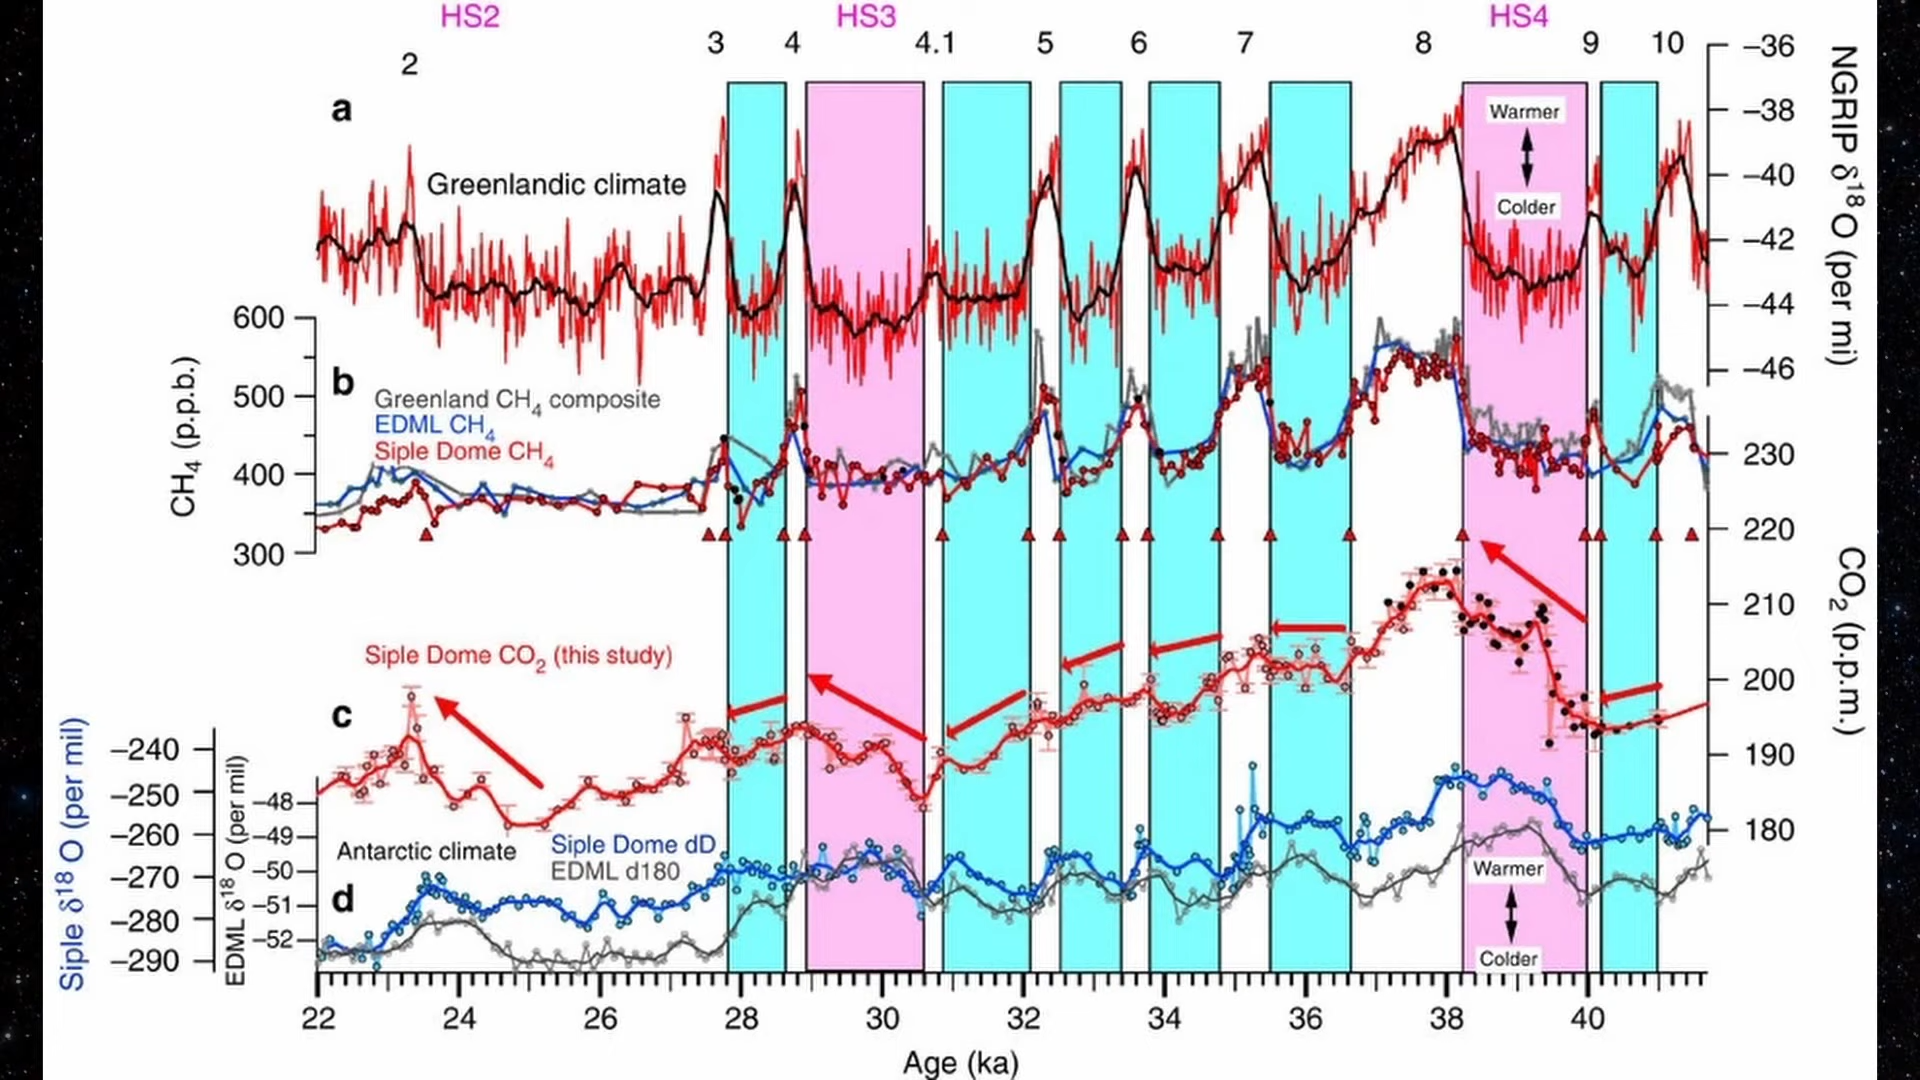 HS2 HS3 HS4
2 3 4 4.1 5 6 7 8 9 10
a
Greenlandic climate
Warmer
Colder
–36
–38
–40
–42
–44
–46
NGRIP δ¹⁸O (per mi)
600
500
400
300
CH₄ (p.p.b.)
b
Greenland CH₄ composite
EDML CH₄
Siple Dome CH₄
230
220
210
200
190
180
CO₂ (p.p.m.)
Siple Dome CO₂ (this study)
c
–240
–250
–260
–270
–280
–290
Siple δ¹⁸ O (per mil)
–48
–49
–50
–51
–52
EDML δ¹⁸ O (per mil)
Antarctic climate
Siple Dome dD
EDML d180
d
Warmer
Colder
22 24 26 28 30 32 34 36 38 40
Age (ka)